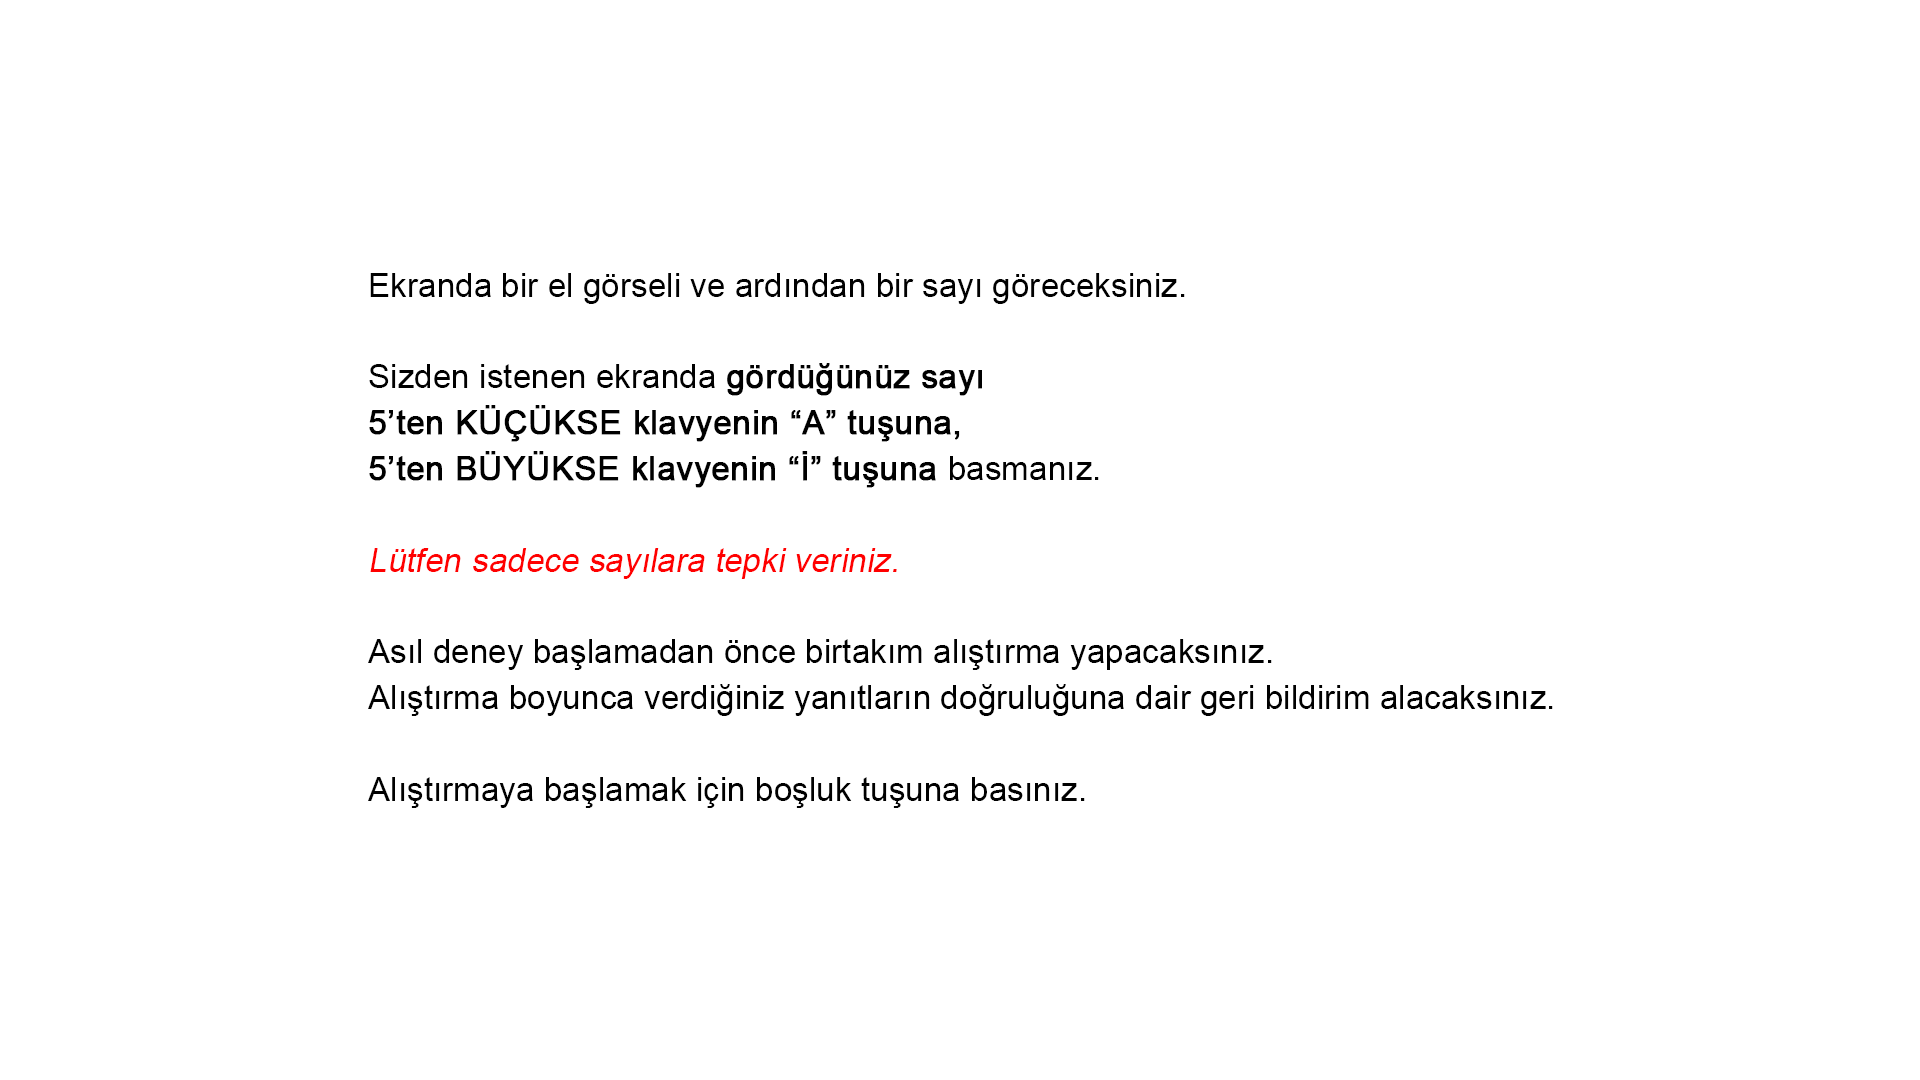 Ekranda bir el görseli ve ardından bir sayı göreceksiniz.
Sizden istenen ekranda gördüğünüz sayı
5’ten KÜÇÜKSE klavyenin “A” tuşuna,
5’ten BÜYÜKSE klavyenin “İ” tuşuna basmanız.
Lütfen sadece sayılara tepki veriniz.
Asıl deney başlamadan önce birtakım alıştırma yapacaksınız.
Alıştırma boyunca verdiğiniz yanıtların doğruluğuna dair geri bildirim alacaksınız.
Alıştırmaya başlamak için boşluk tuşuna basınız.